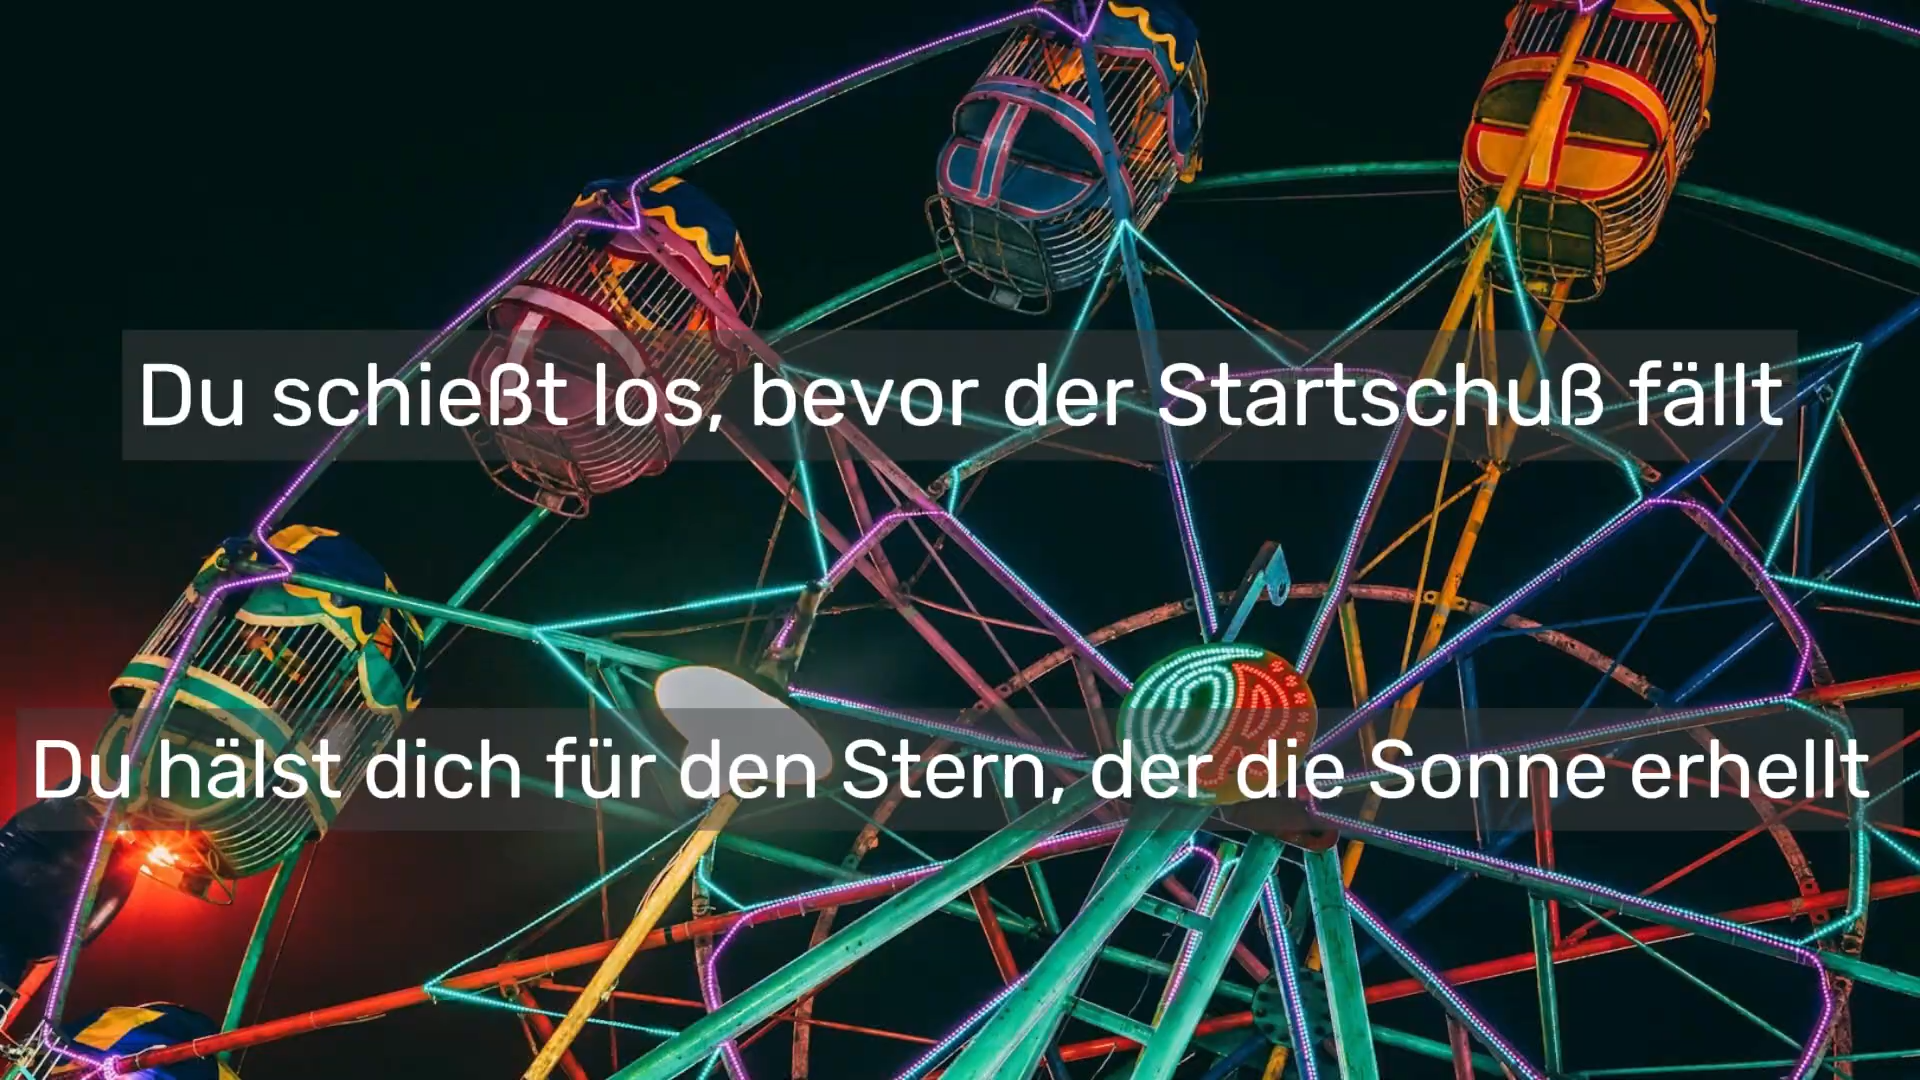 Du schießt los, bevor der Startschuß fällt
Du hälst dich für den Stern, der die Sonne erhellt